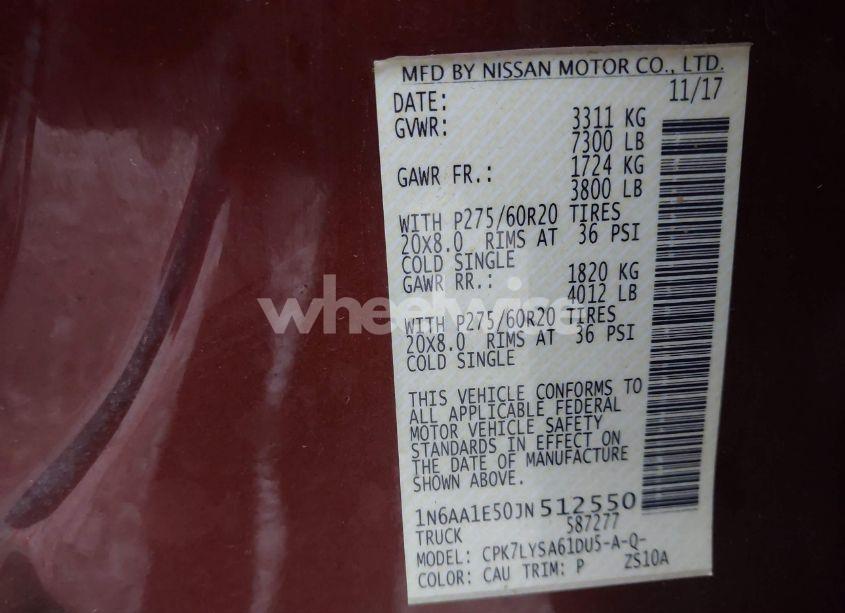 MFD BY NISSAN MOTOR CO., LTD.
DATE: 11/17
GVWR: 3311 KG
7300 LB
GAWR FR.: 1724 KG
3800 LB
WITH P275/60R20 TIRES
20X8.0 RIMS AT 36 PSI
COLD SINGLE
GAWR RR.: 1820 KG
4012 LB
wheelwise
WITH P275/60R20 TIRES
20X8.0 RIMS AT 36 PSI
COLD SINGLE
THIS VEHICLE CONFORMS TO
ALL APPLICABLE FEDERAL
MOTOR VEHICLE SAFETY
STANDARDS IN EFFECT ON
THE DATE OF MANUFACTURE
SHOWN ABOVE.
1N6AA1E50JN512550
TRUCK 587277
MODEL: CPK7LYSA61DU5-A-Q-
COLOR: CAU TRIM: P ZS10A